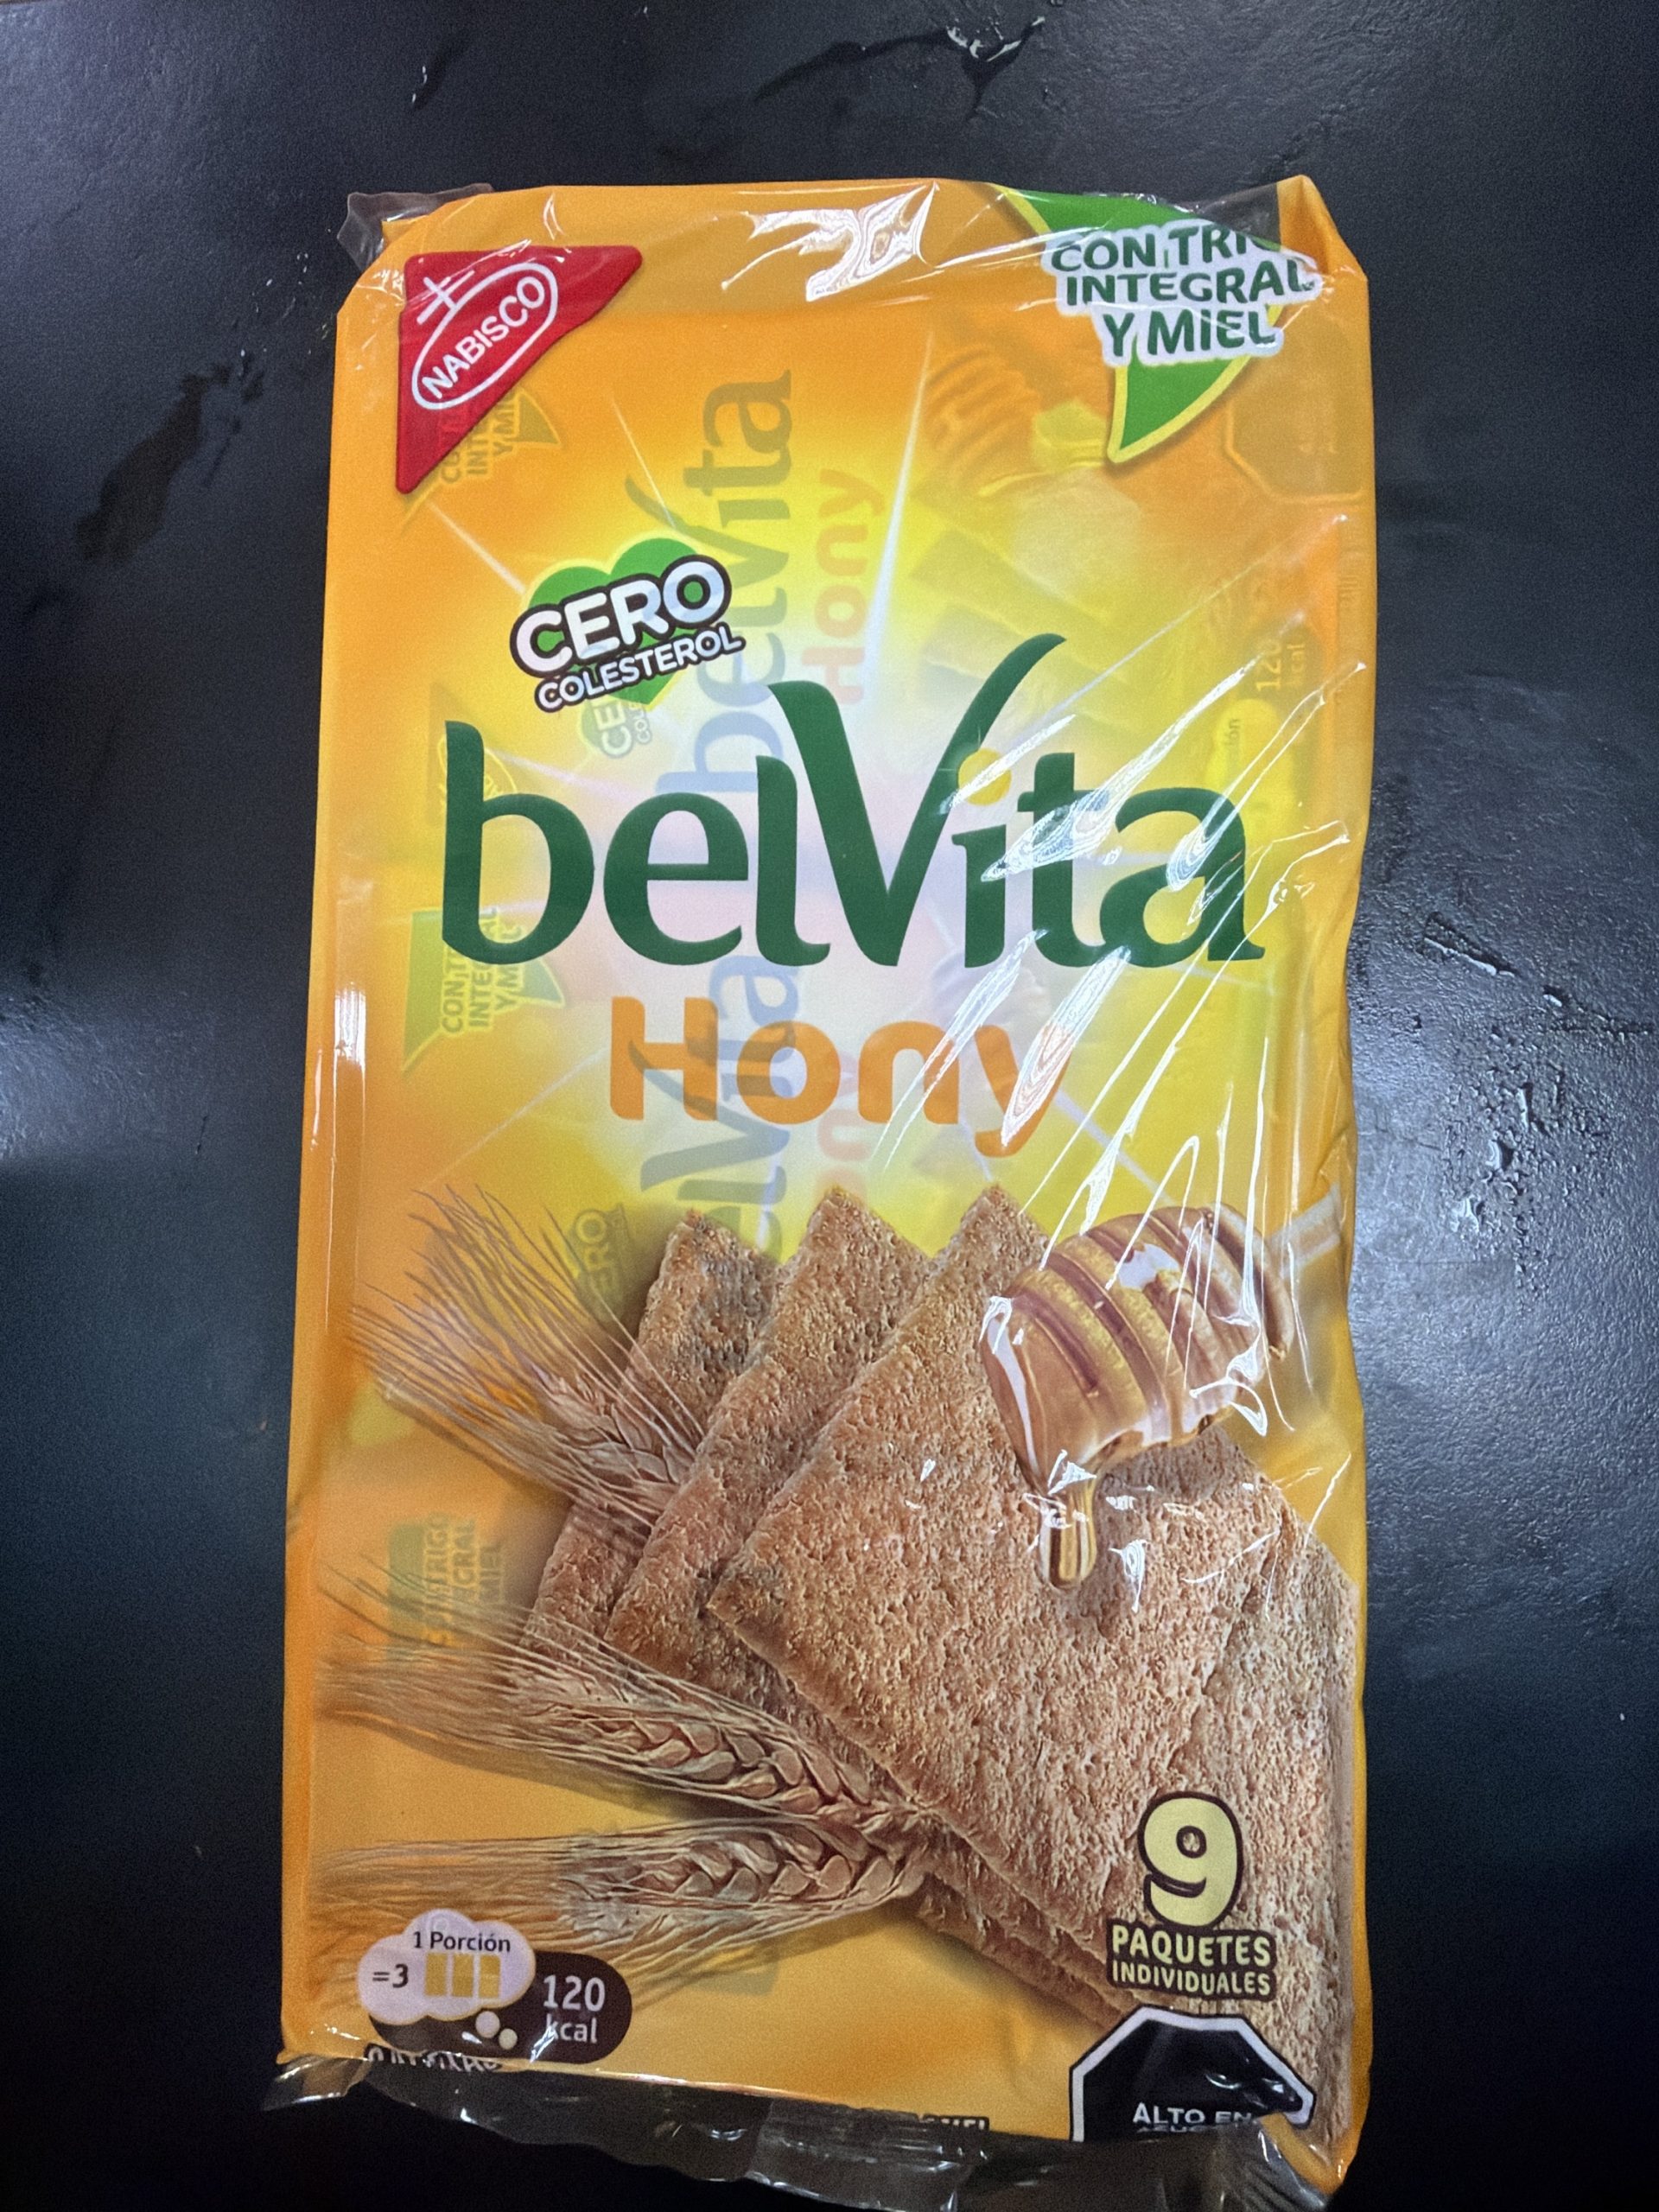 NABISCO
CON TRIGO
INTEGRAL
Y MIEL
CERO
COLESTEROL
belVita
Hony
9
PAQUETES
INDIVIDUALES
1 Porción
=3
120
kcal
ALTO EN